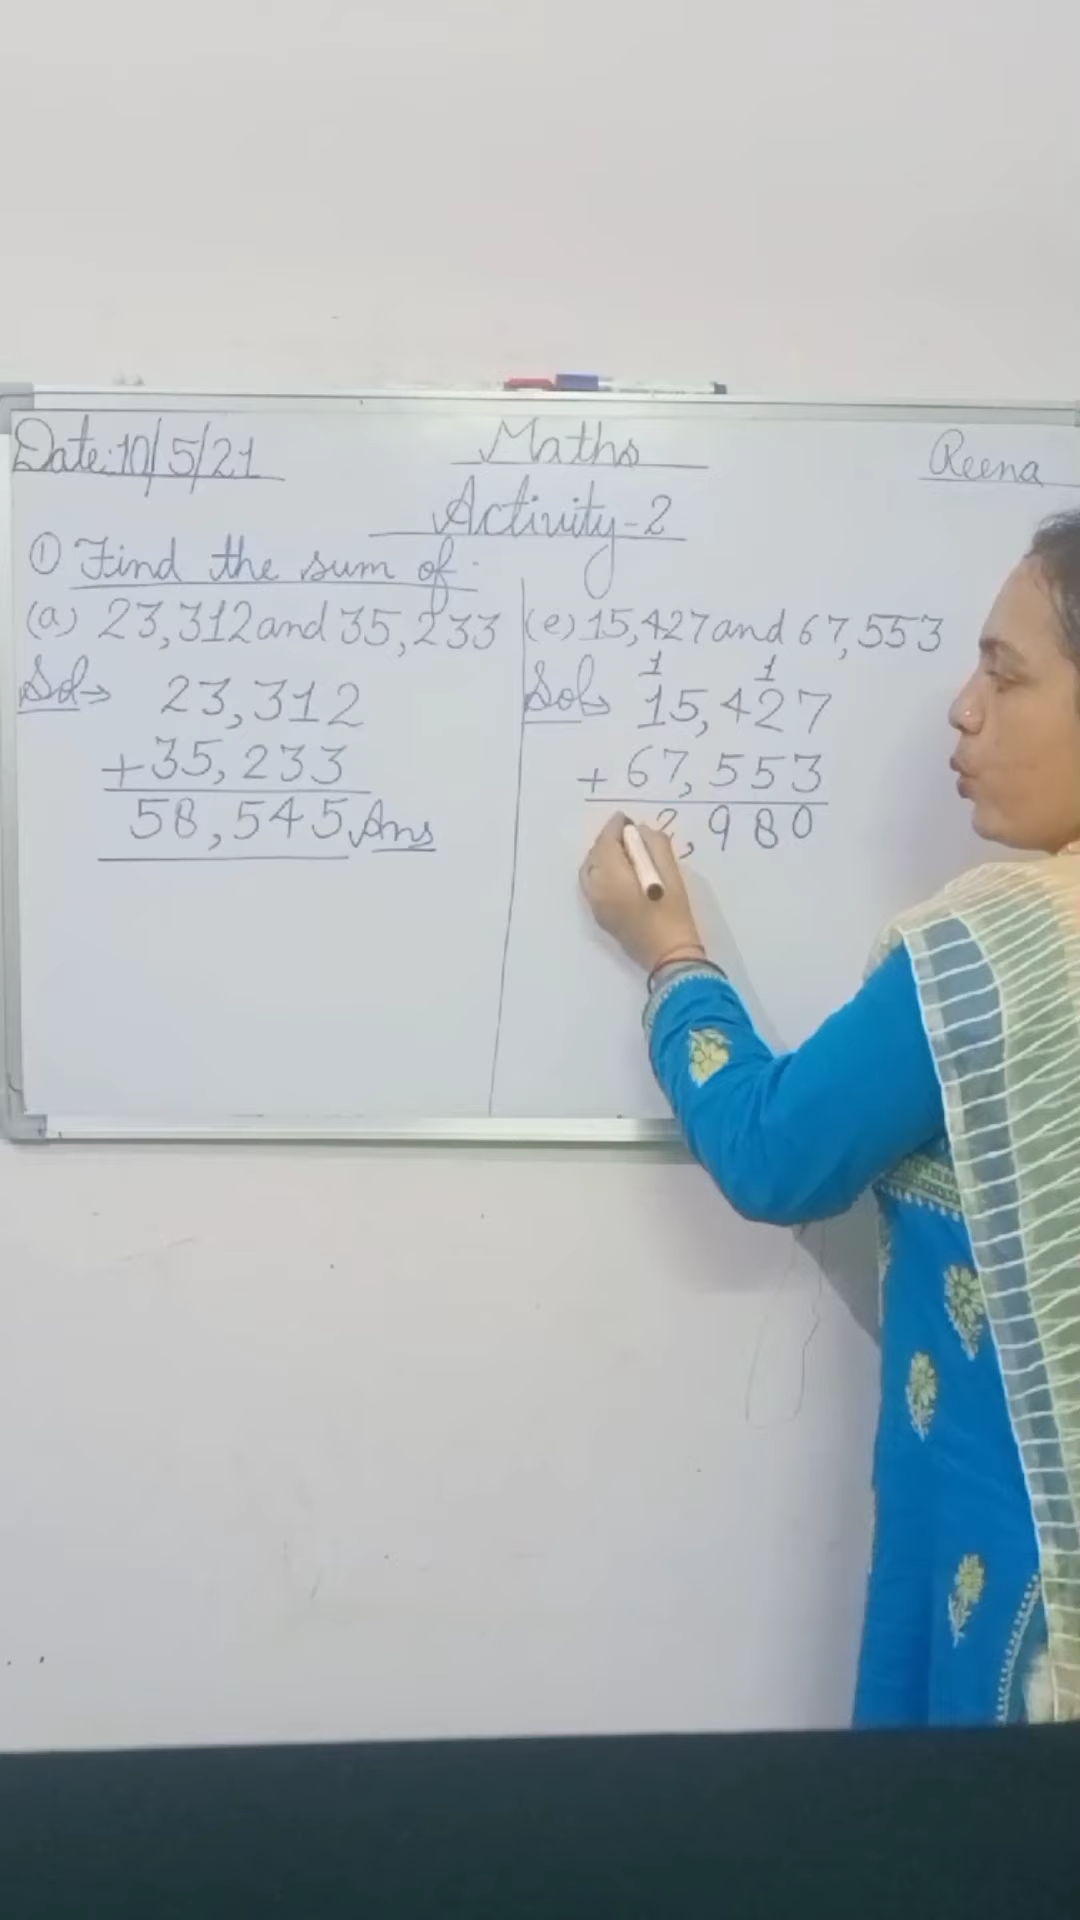 Date:10/5/21 Maths Reena
Activity-2
① Find the sum of.
(a) 23,312 and 35,233
Sol→ 23,312
+35,233
58,545 Ans
(e) 15,427 and 67,553
1 1
Sol→ 15,427
+ 67,553
2,980